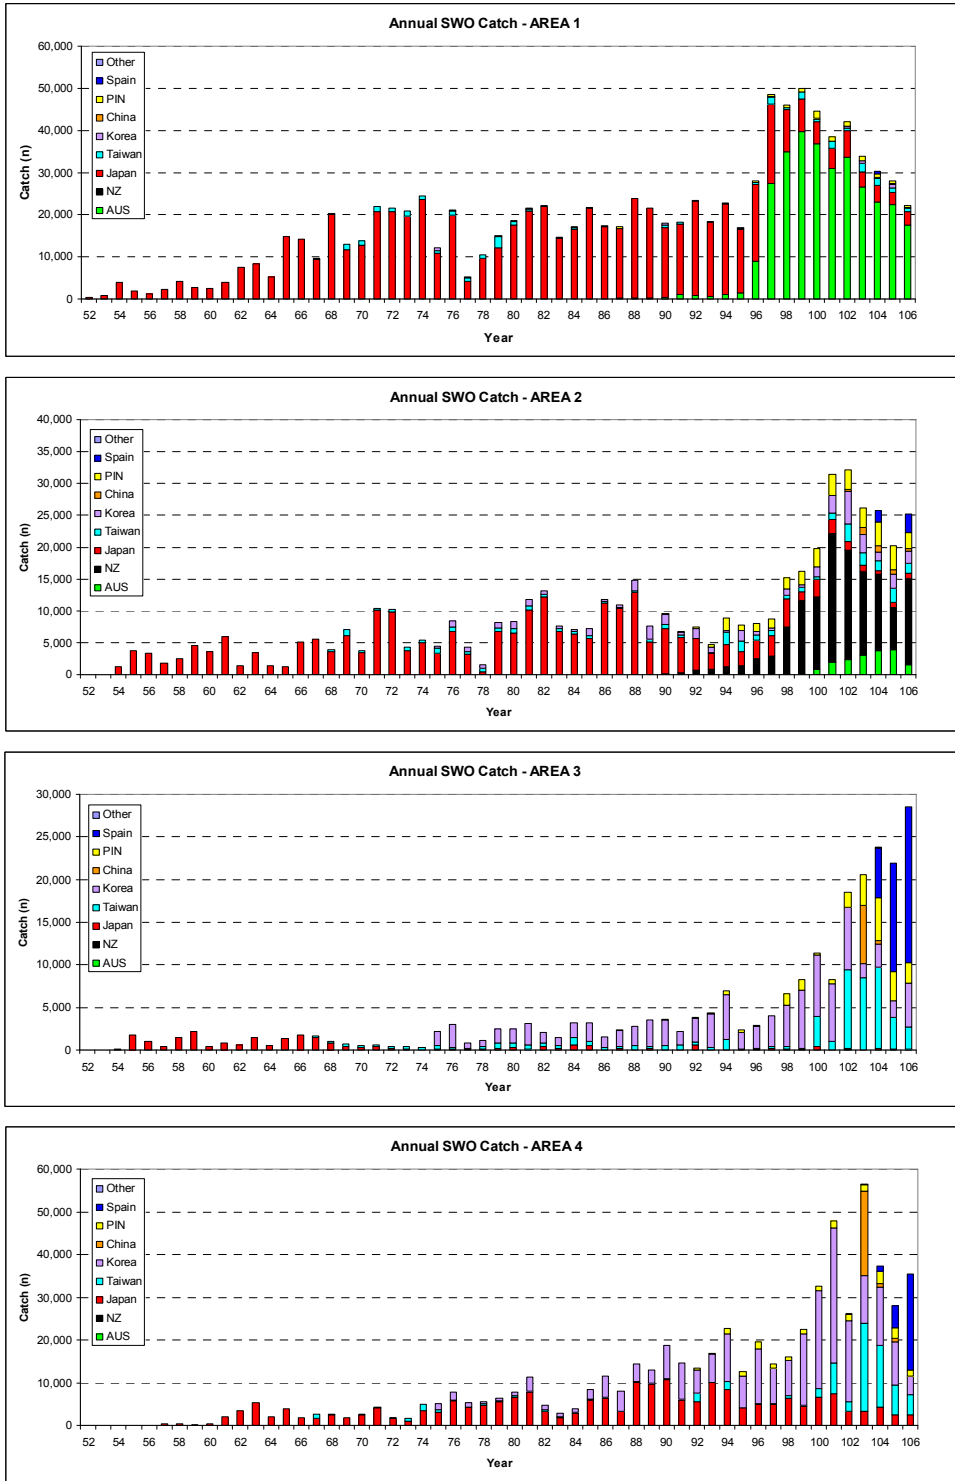 Annual SWO Catch - AREA 1
60,000
50,000
40,000
30,000
20,000
10,000
0
Catch (n)
Other
Spain
PIN
China
Korea
Taiwan
Japan
NZ
AUS
52 54 56 58 60 62 64 66 68 70 72 74 76 78 80 82 84 86 88 90 92 94 96 98 100 102 104 106
Year
Annual SWO Catch - AREA 2
40,000
35,000
30,000
25,000
20,000
15,000
10,000
5,000
0
Catch (n)
Other
Spain
PIN
China
Korea
Taiwan
Japan
NZ
AUS
52 54 56 58 60 62 64 66 68 70 72 74 76 78 80 82 84 86 88 90 92 94 96 98 100 102 104 106
Year
Annual SWO Catch - AREA 3
30,000
25,000
20,000
15,000
10,000
5,000
0
Catch (n)
Other
Spain
PIN
China
Korea
Taiwan
Japan
NZ
AUS
52 54 56 58 60 62 64 66 68 70 72 74 76 78 80 82 84 86 88 90 92 94 96 98 100 102 104 106
Year
Annual SWO Catch - AREA 4
60,000
50,000
40,000
30,000
20,000
10,000
0
Catch (n)
Other
Spain
PIN
China
Korea
Taiwan
Japan
NZ
AUS
52 54 56 58 60 62 64 66 68 70 72 74 76 78 80 82 84 86 88 90 92 94 96 98 100 102 104 106
Year